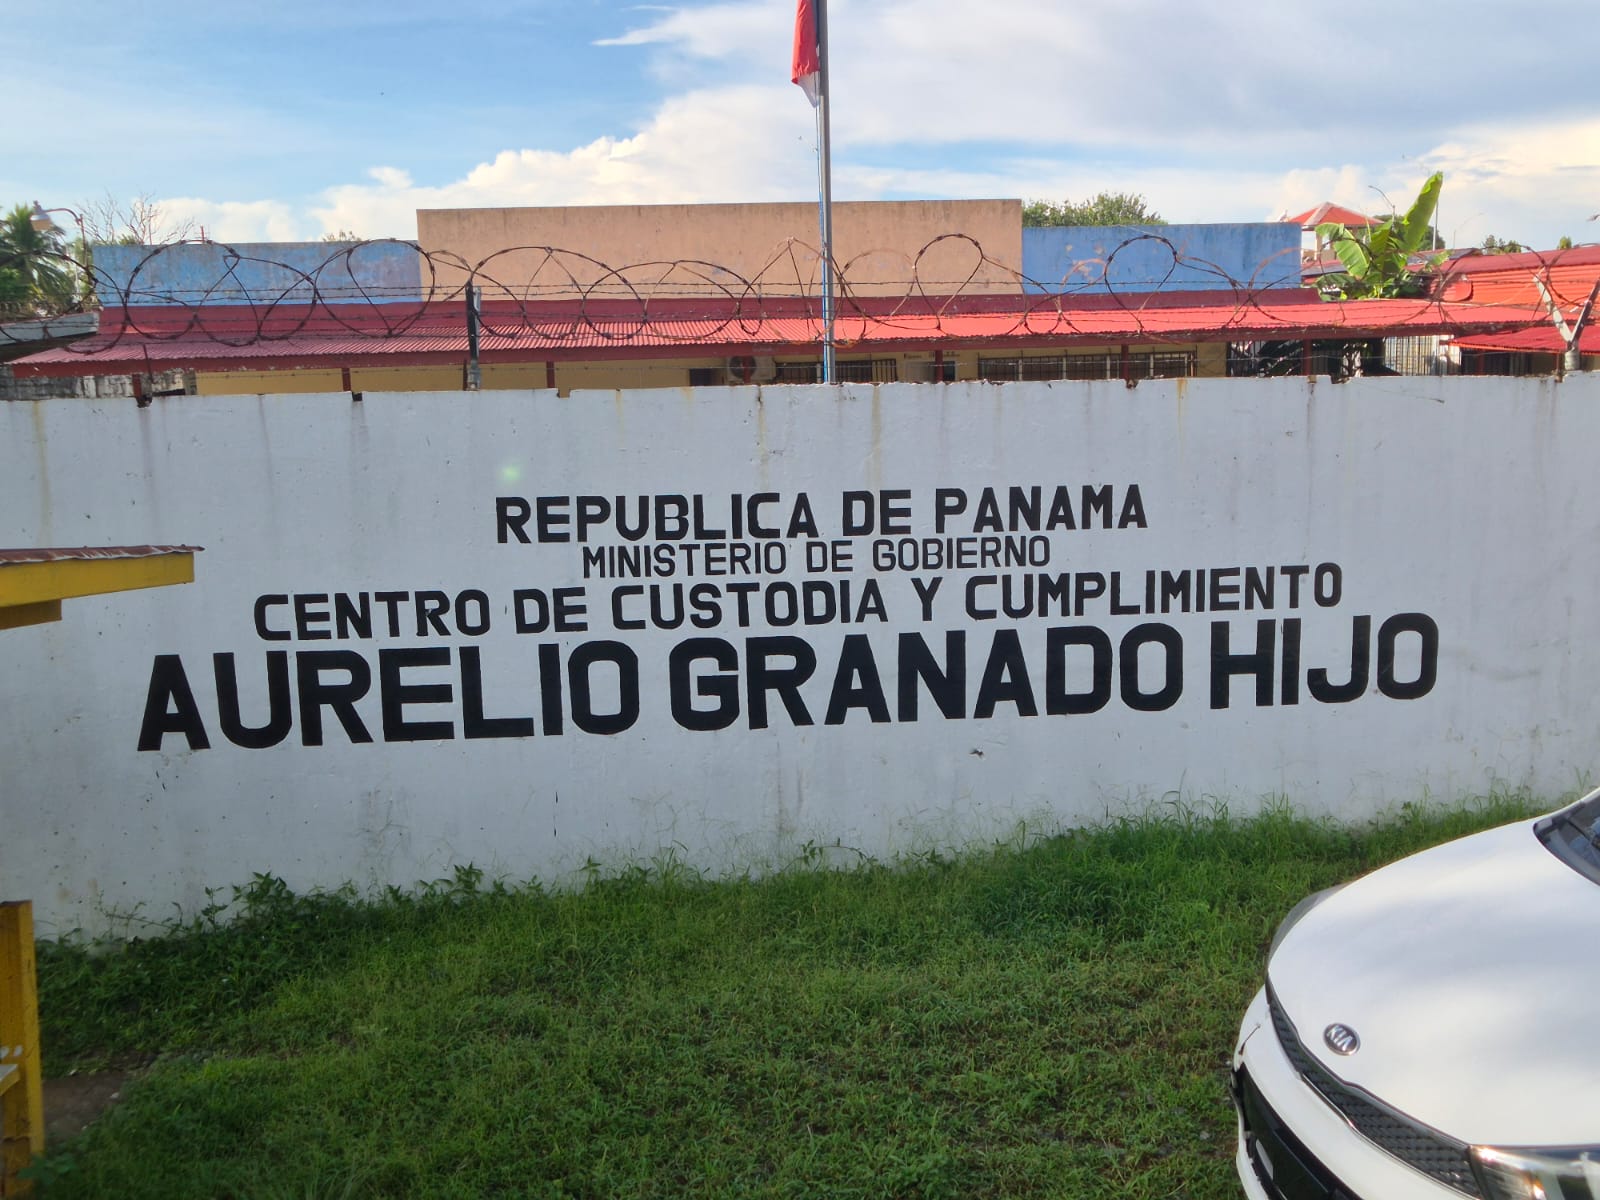 REPUBLICA DE PANAMA
MINISTERIO DE GOBIERNO
CENTRO DE CUSTODIA Y CUMPLIMIENTO
AURELIO GRANADO HIJO
KIA